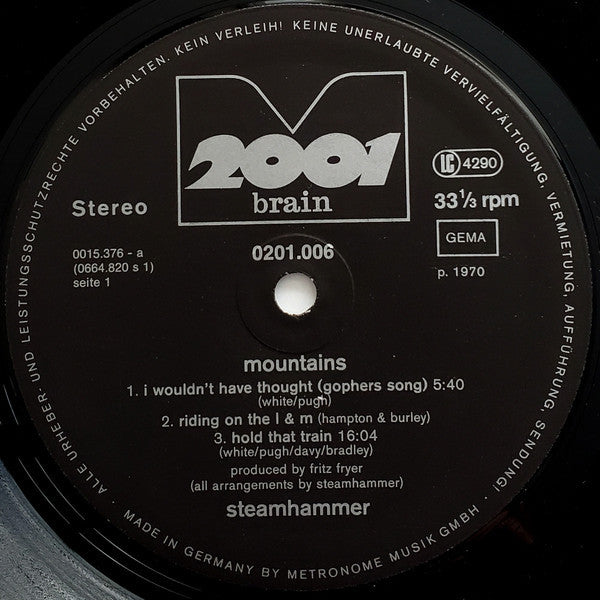 ALLE URHEBER- UND LEISTUNGSSCHUTZRECHTE VORBEHALTEN. KEIN VERLEIH! KEINE UNERLAUBTE VERVIELFÄLTIGUNG, VERMIETUNG, AUFFÜHRUNG, SENDUNG!
2001
brain
Stereo
LC 4290
33 ⅓ rpm
GEMA
p. 1970
0015.376 - a
(0664.820 s 1)
seite 1
0201.006
mountains
1. i wouldn't have thought (gophers song) 5:40
(white/pugh)
2. riding on the l & m (hampton & burley)
3. hold that train 16:04
(white/pugh/davy/bradley)
produced by fritz fryer
(all arrangements by steamhammer)
steamhammer
· MADE IN GERMANY BY METRONOME MUSIK GMBH ·